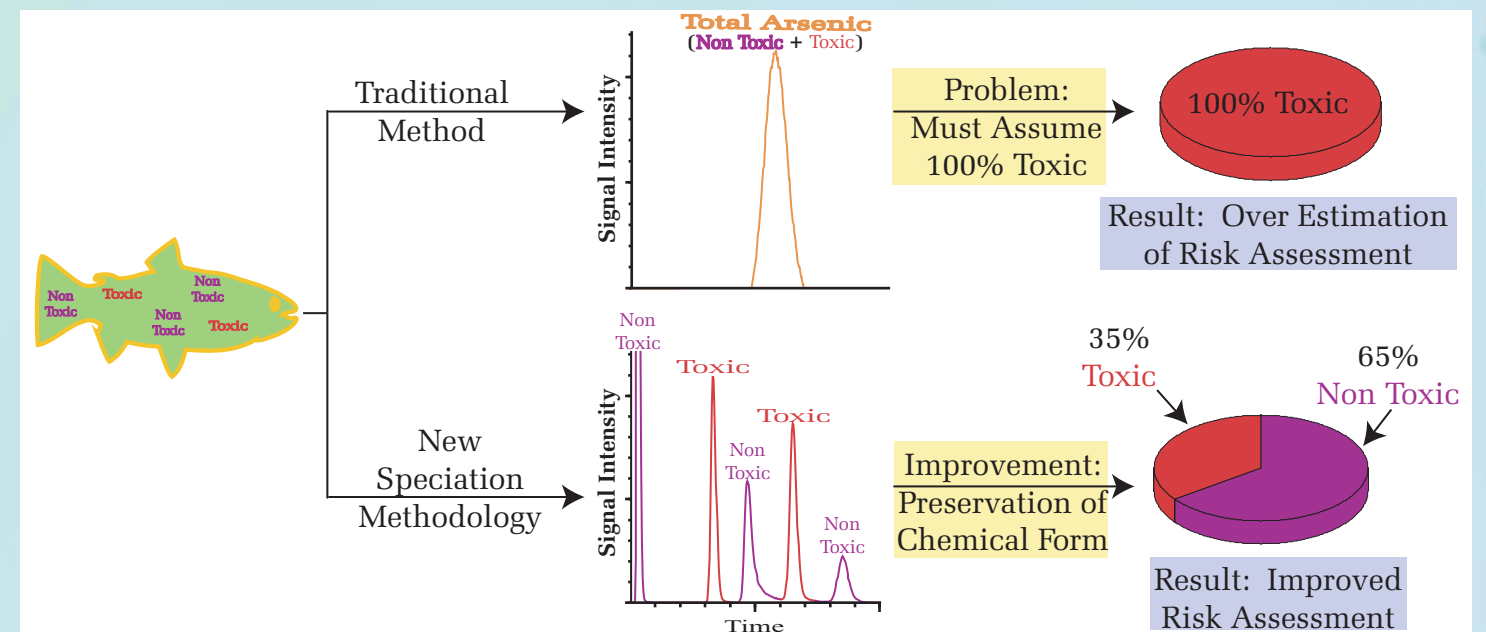 Total Arsenic
(Non Toxic + Toxic)
Traditional
Method
Signal Intensity
Problem:
Must Assume
100% Toxic
100% Toxic
Result: Over Estimation
of Risk Assessment
Non
Toxic
Toxic
Non
Toxic
Non
Toxic
Toxic
New
Speciation
Methodology
Signal Intensity
Non
Toxic
Toxic
Non
Toxic
Toxic
Non
Toxic
Time
Improvement:
Preservation of
Chemical Form
35%
Toxic
65%
Non Toxic
Result: Improved
Risk Assessment